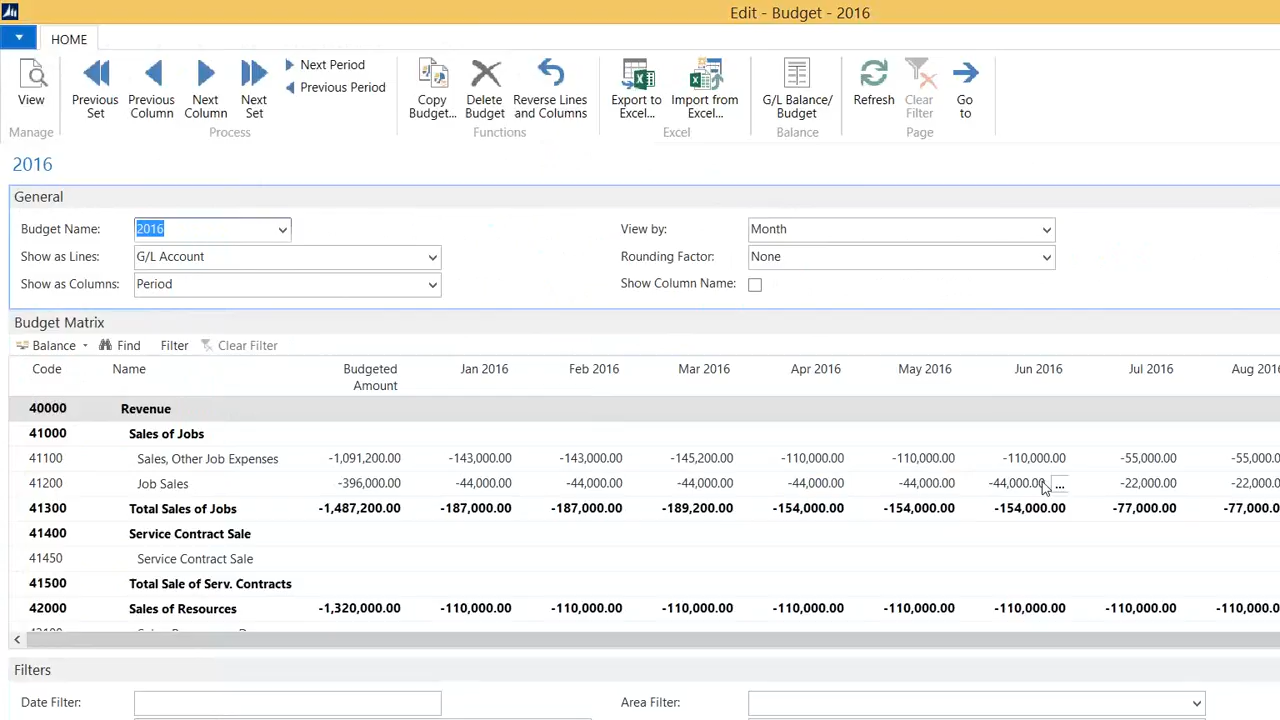 Edit - Budget - 2016
HOME
View
Manage
Previous Set
Previous Column
Next Column
Next Set
Next Period
Previous Period
Process
Copy Budget...
Delete Budget
Reverse Lines and Columns
Functions
Export to Excel...
Import from Excel...
Excel
G/L Balance/ Budget
Balance
Refresh
Clear Filter
Go to
Page
2016
General
Budget Name: 2016
View by: Month
Show as Lines: G/L Account
Rounding Factor: None
Show as Columns: Period
Show Column Name:
Budget Matrix
Balance Find Filter Clear Filter
Code Name Budgeted Amount Jan 2016 Feb 2016 Mar 2016 Apr 2016 May 2016 Jun 2016 Jul 2016 Aug 2016
40000 Revenue
41000 Sales of Jobs
41100 Sales, Other Job Expenses -1,091,200.00 -143,000.00 -143,000.00 -145,200.00 -110,000.00 -110,000.00 -110,000.00 -55,000.00 -55,000.0
41200 Job Sales -396,000.00 -44,000.00 -44,000.00 -44,000.00 -44,000.00 -44,000.00 -44,000.00 ... -22,000.00 -22,000.0
41300 Total Sales of Jobs -1,487,200.00 -187,000.00 -187,000.00 -189,200.00 -154,000.00 -154,000.00 -154,000.00 -77,000.00 -77,000.0
41400 Service Contract Sale
41450 Service Contract Sale
41500 Total Sale of Serv. Contracts
42000 Sales of Resources -1,320,000.00 -110,000.00 -110,000.00 -110,000.00 -110,000.00 -110,000.00 -110,000.00 -110,000.00 -110,000.0
Filters
Date Filter:
Area Filter: